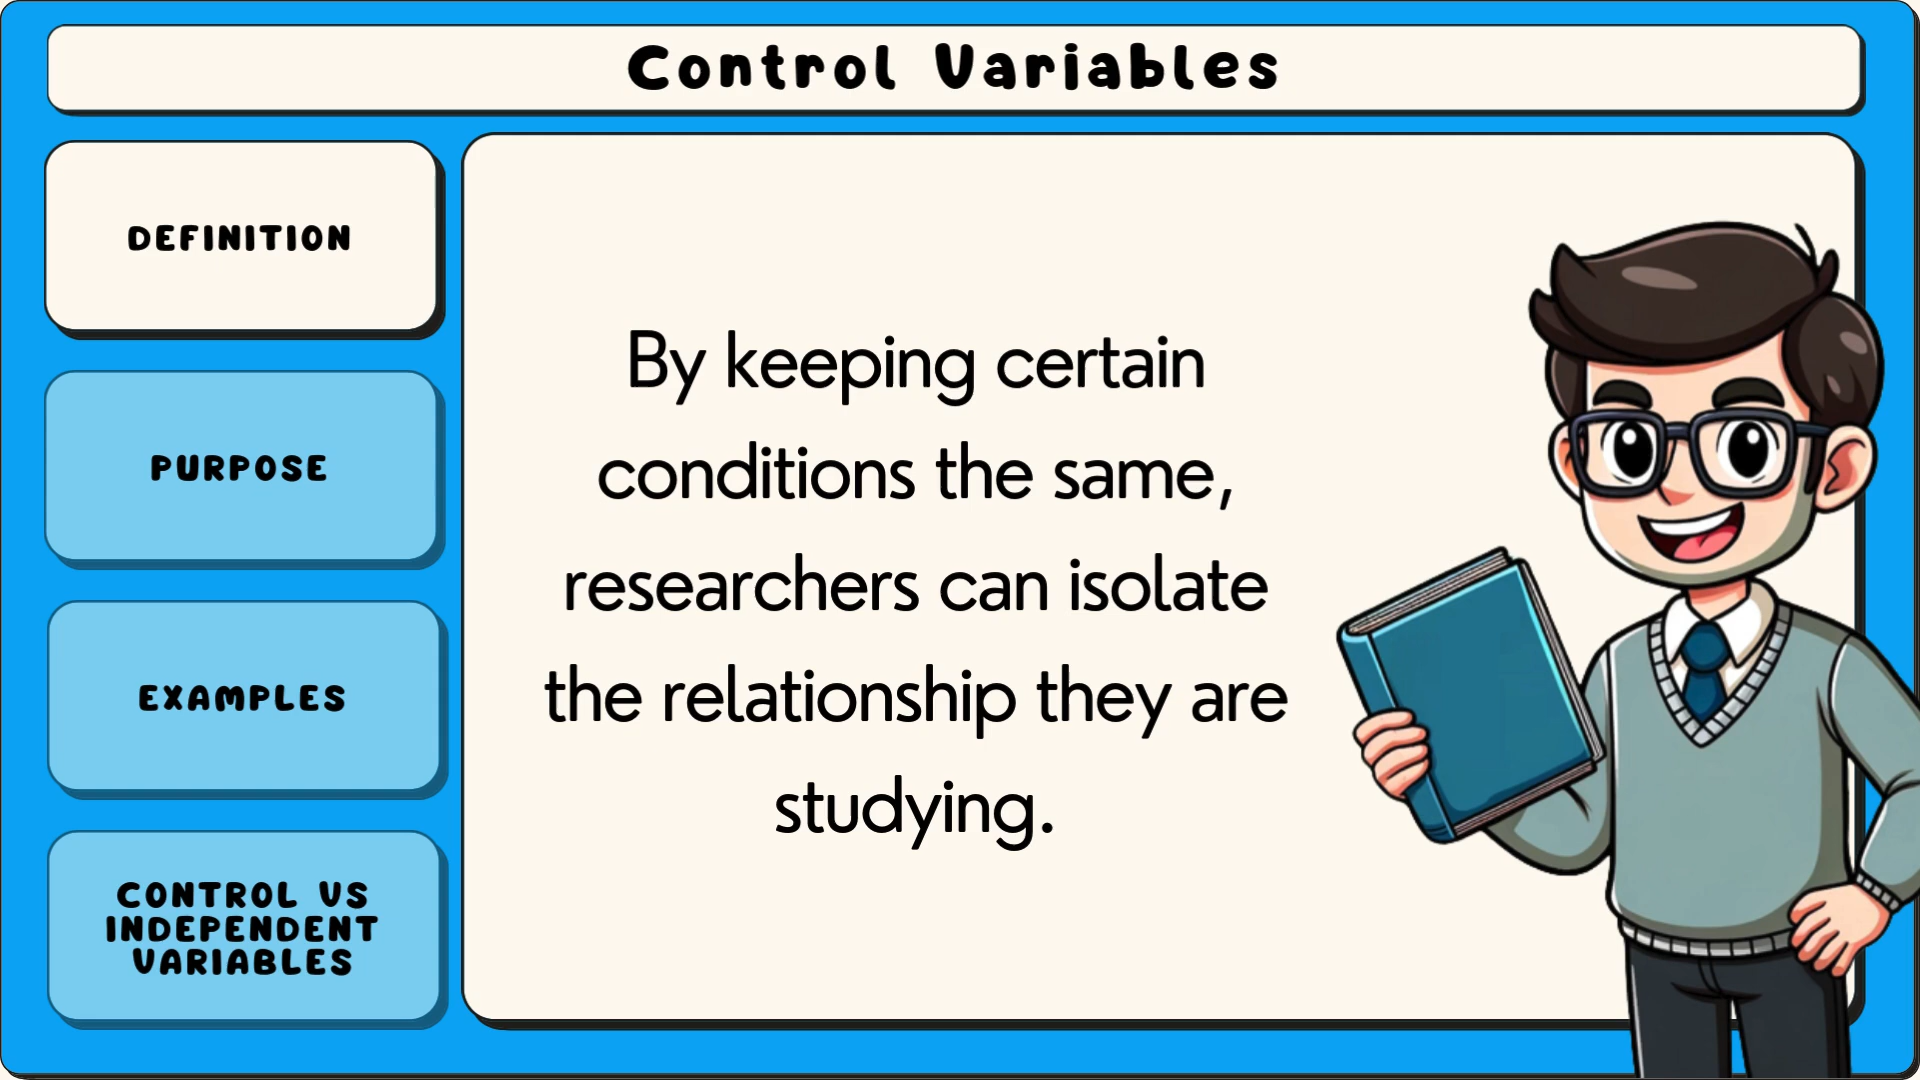 Control Variables
DEFINITION
PURPOSE
EXAMPLES
CONTROL VS
INDEPENDENT
VARIABLES
By keeping certain
conditions the same,
researchers can isolate
the relationship they are
studying.